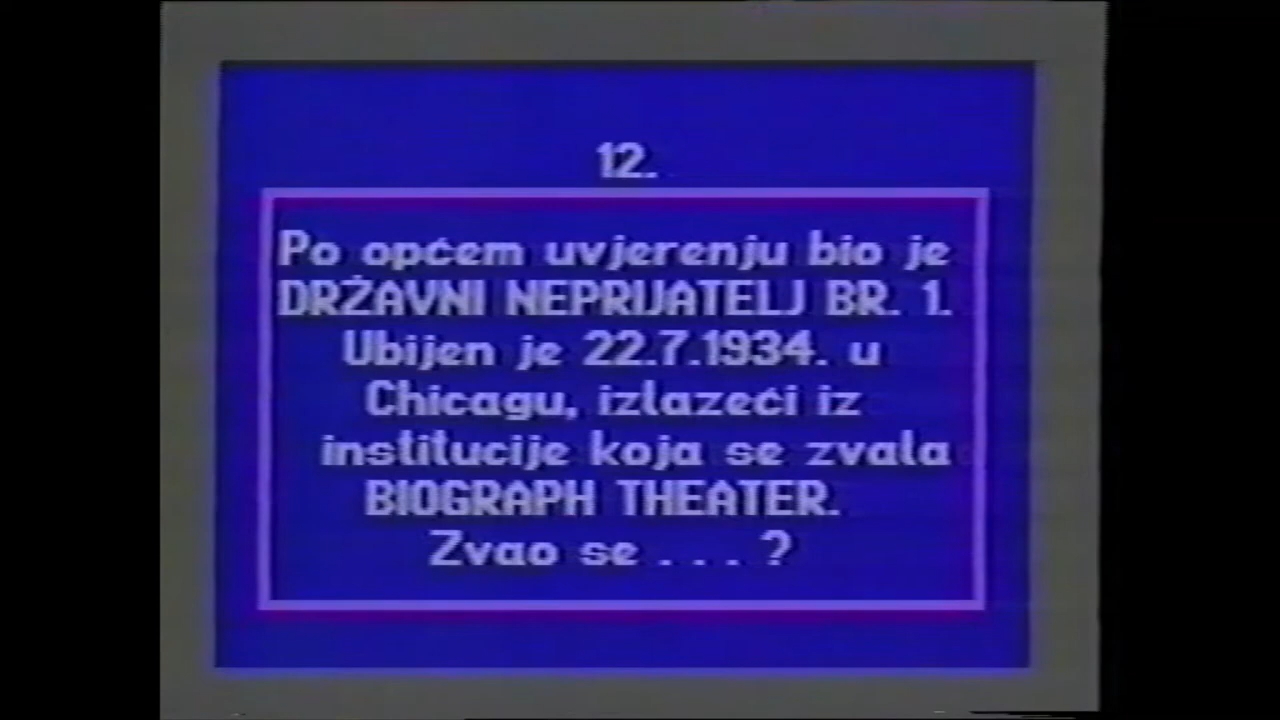 12.
Po općem uvjerenju bio je
DRŽAVNI NEPRIJATELJ BR. 1.
Ubijen je 22.7.1934. u
Chicagu, izlazeći iz
institucije koja se zvala
BIOGRAPH THEATER.
Zvao se . . . ?